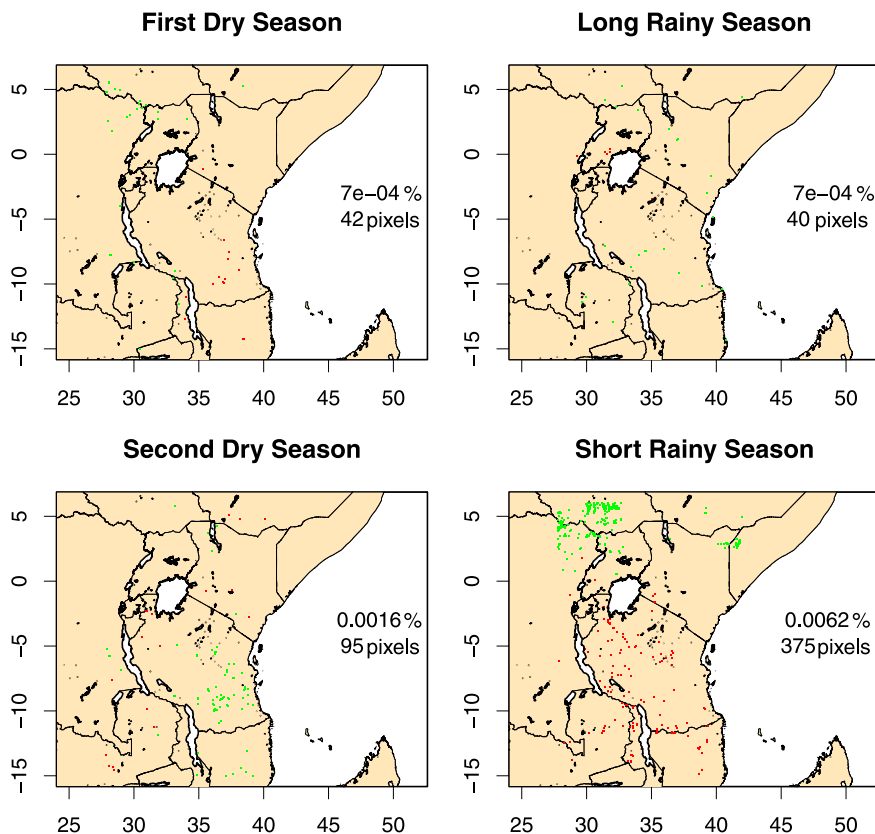 First Dry Season
Long Rainy Season
5
0
−5
−10
−15
7e−04 %
42 pixels
25 30 35 40 45 50
5
0
−5
−10
−15
7e−04 %
40 pixels
25 30 35 40 45 50
Second Dry Season
Short Rainy Season
5
0
−5
−10
−15
0.0016 %
95 pixels
25 30 35 40 45 50
5
0
−5
−10
−15
0.0062 %
375 pixels
25 30 35 40 45 50